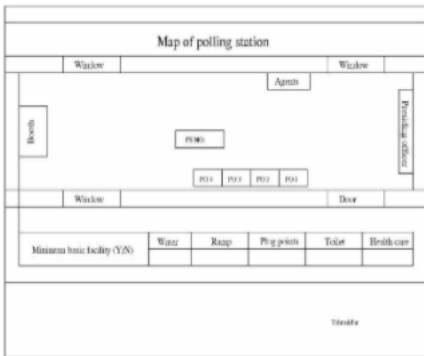 Map of polling station
Window Window
Agents
Booth
Presiding officer
PO4 PO3 PO2 PO1
Window Door
Minimum basic facility (Y/N) Water Ramp Plug points Toilet Health care